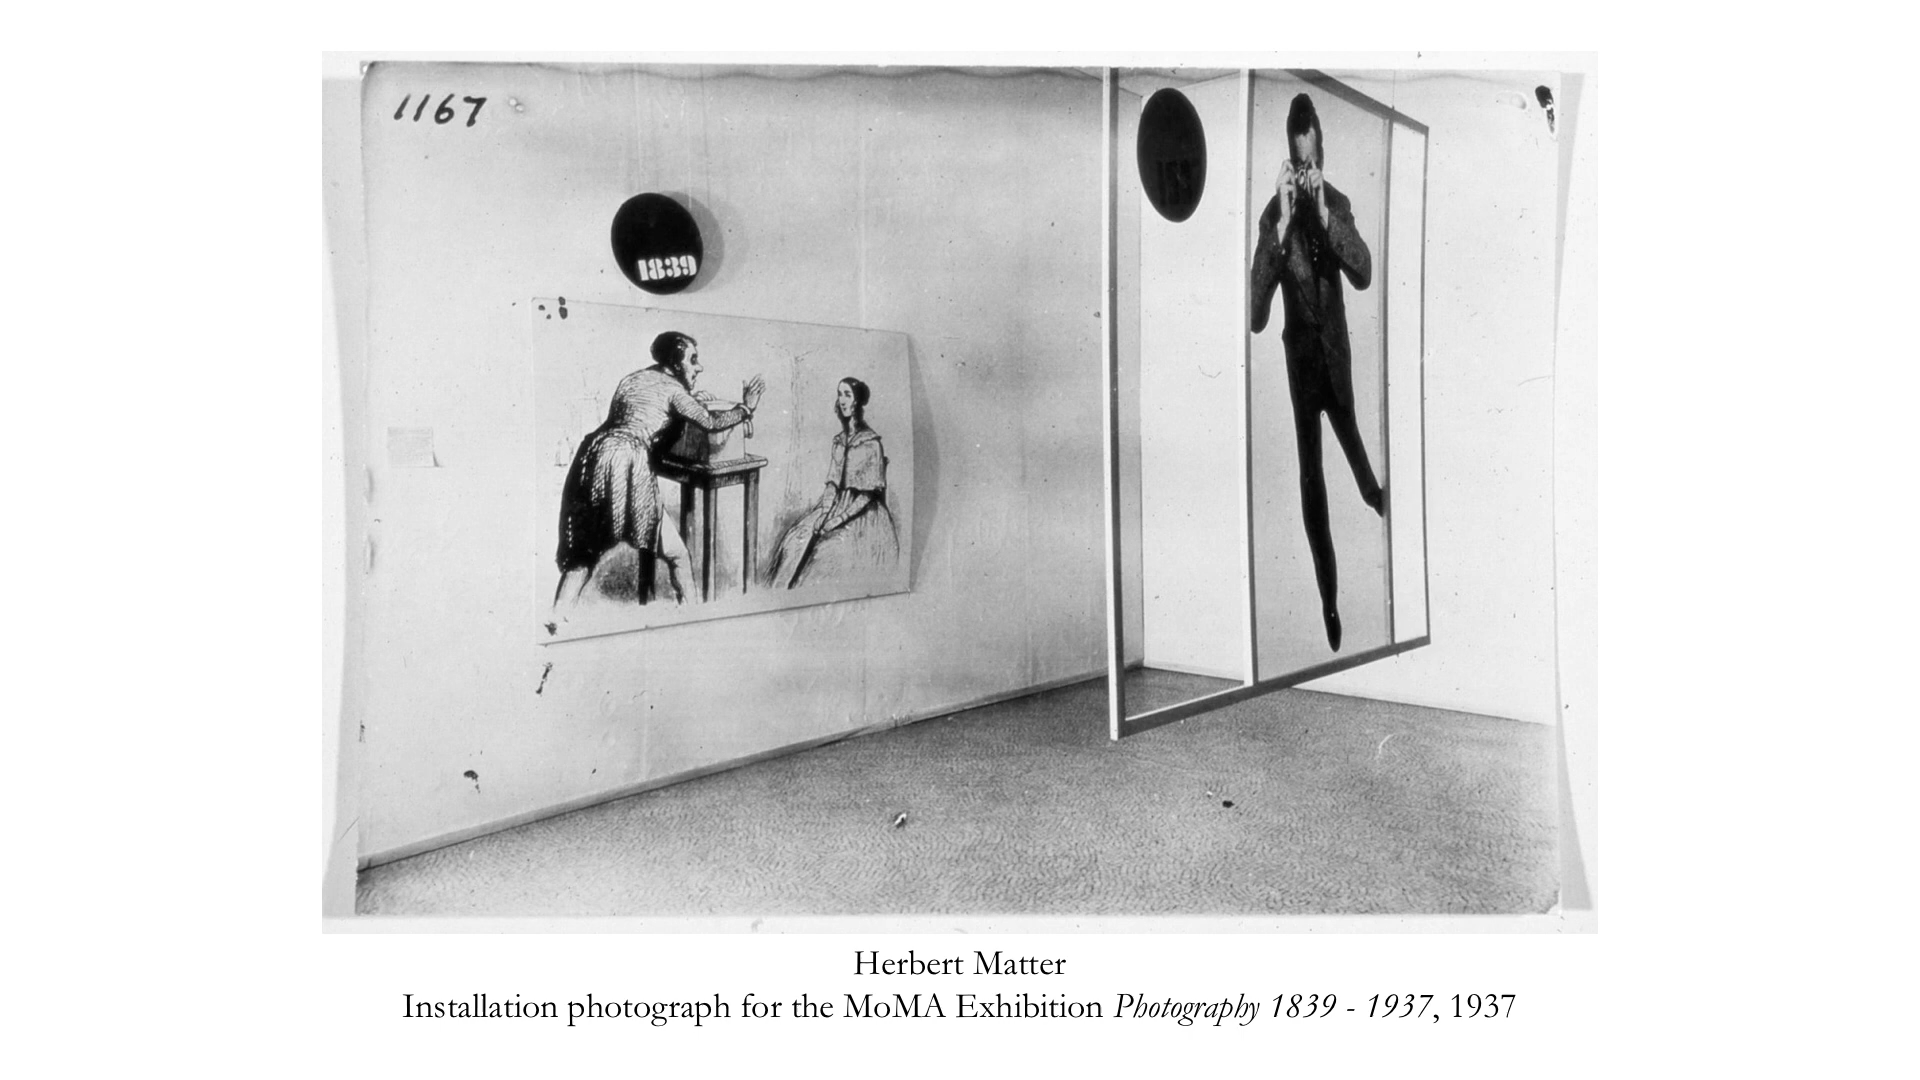 1167
1839
Herbert Matter
Installation photograph for the MoMA Exhibition Photography 1839 - 1937, 1937